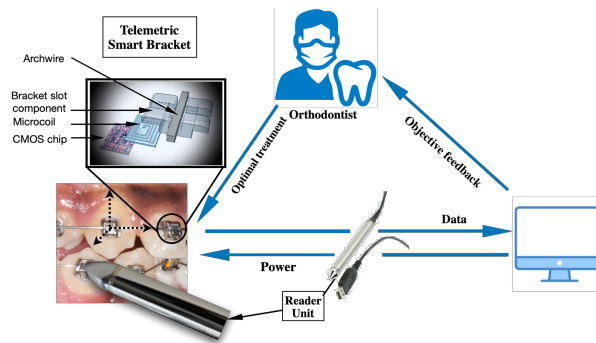 Telemetric
Smart Bracket
Archwire
Bracket slot
component
Microcoil
CMOS chip
Orthodontist
Optimal treatment
Objective feedback
Data
Power
Reader
Unit